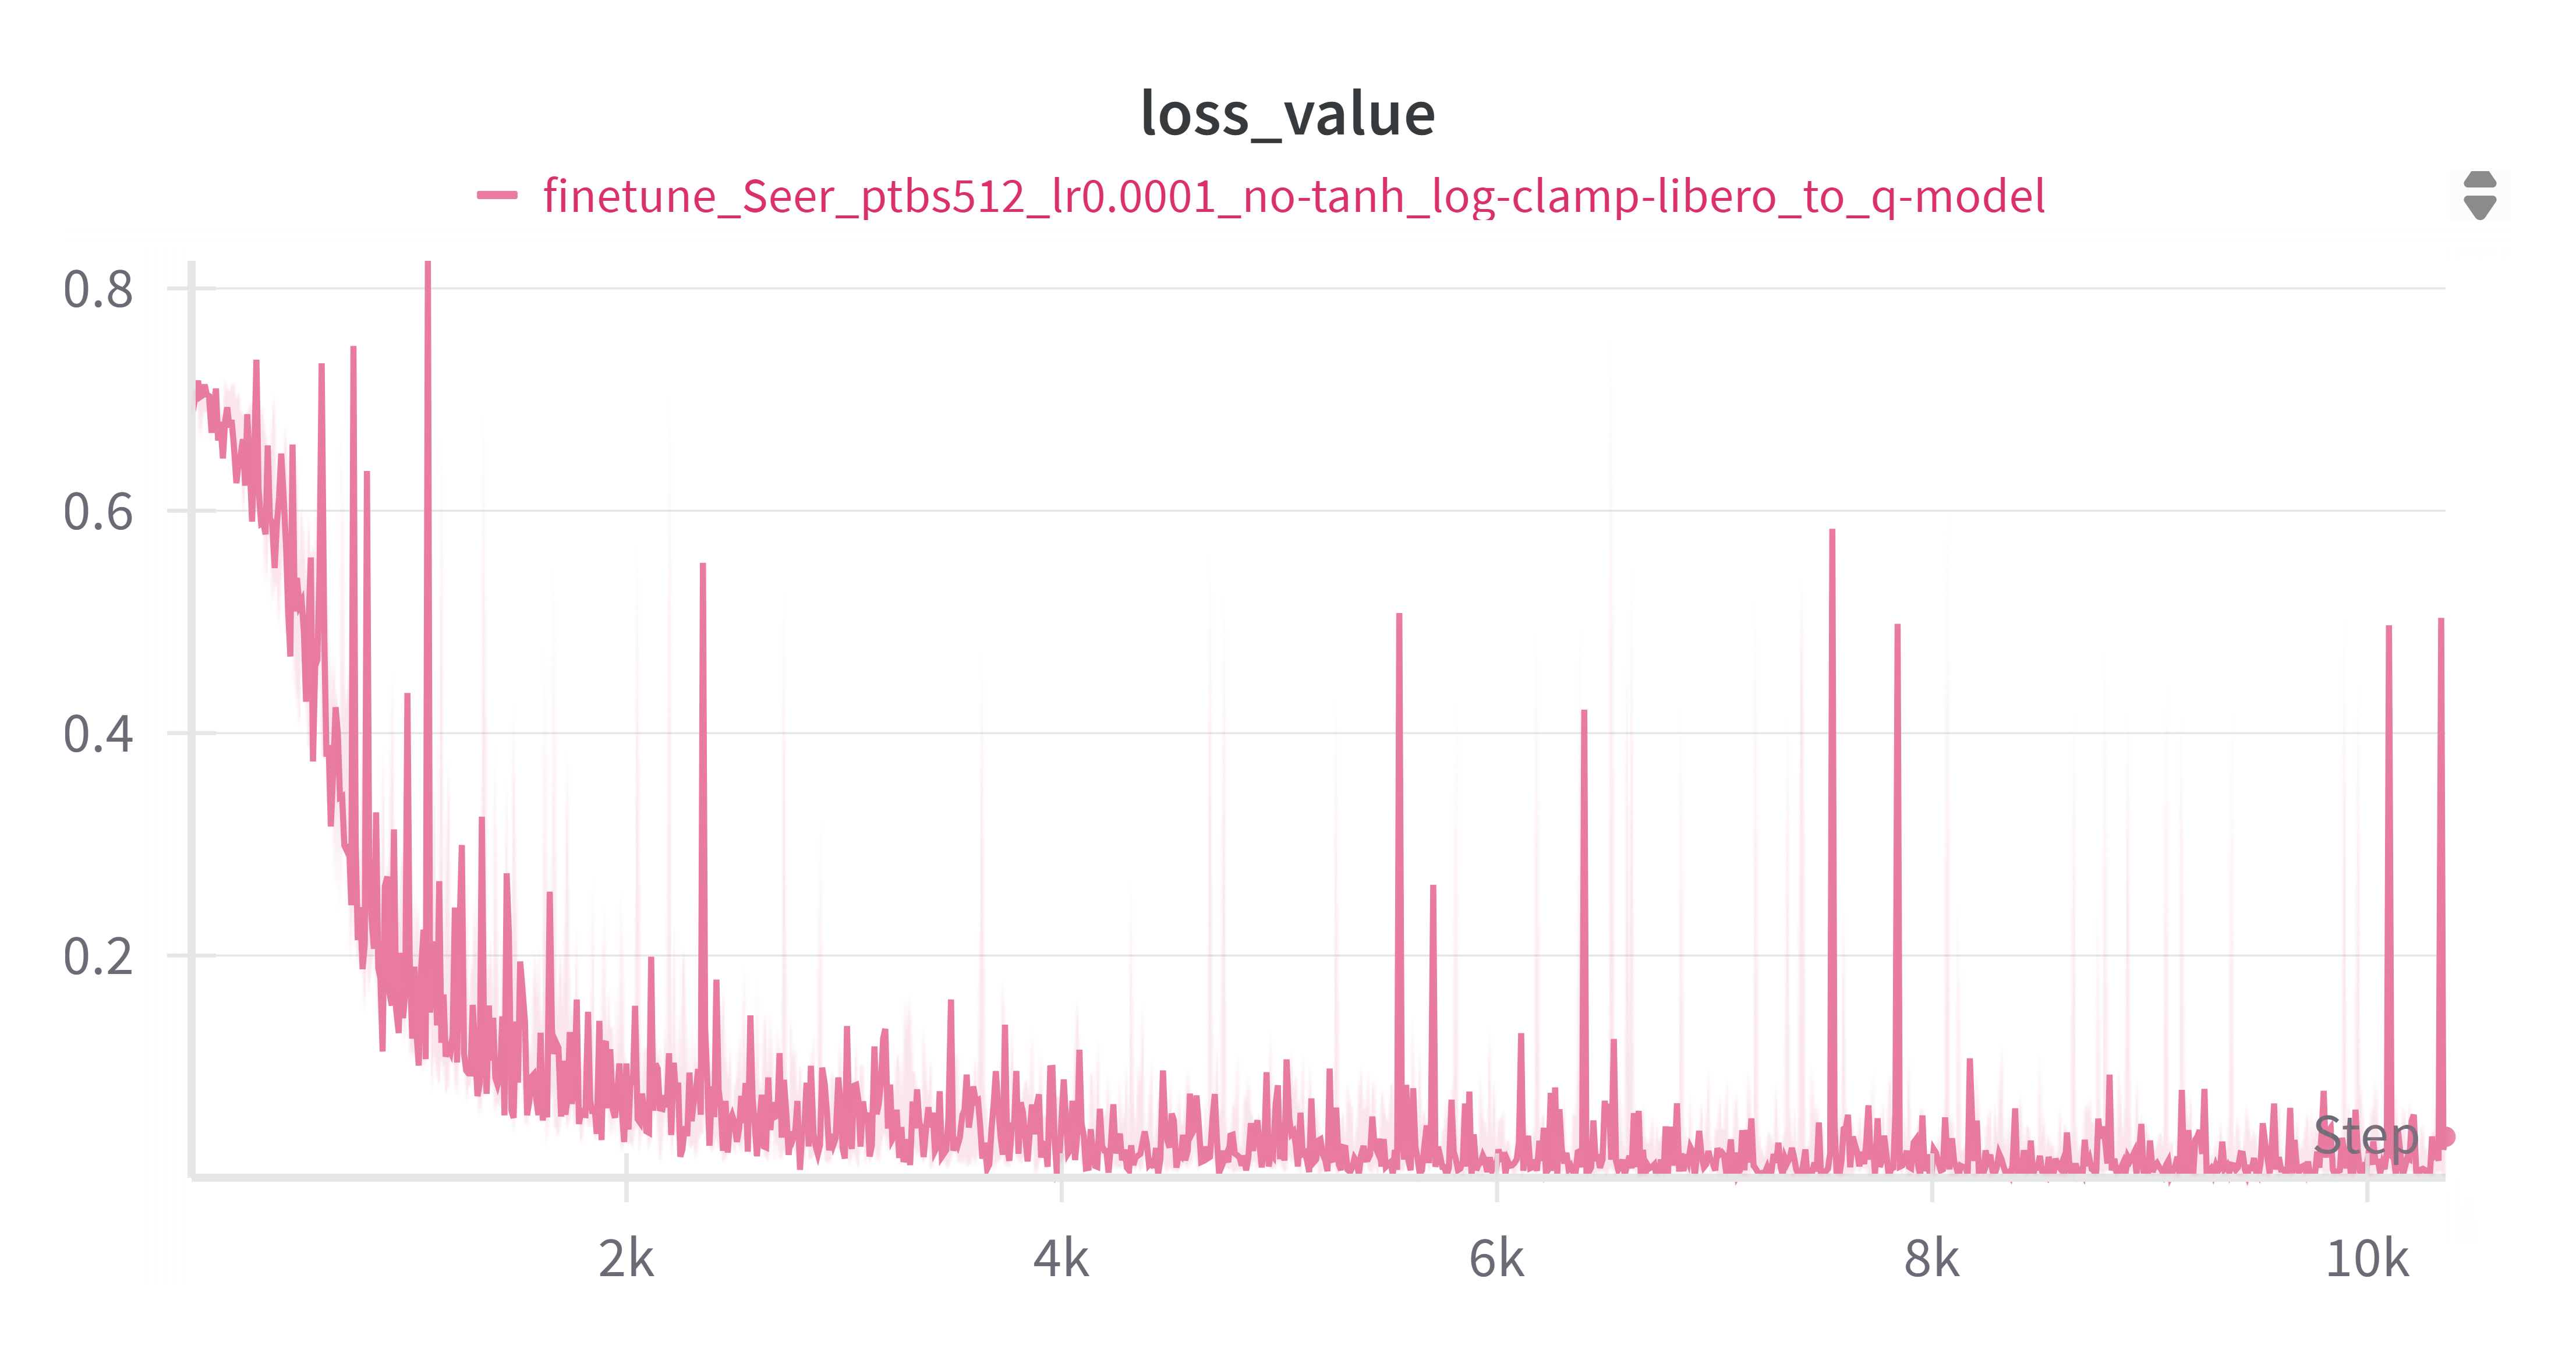 loss_value
finetune_Seer_ptbs512_lr0.0001_no-tanh_log-clamp-libero_to_q-model
0.8
0.6
0.4
0.2
Step
2k 4k 6k 8k 10k